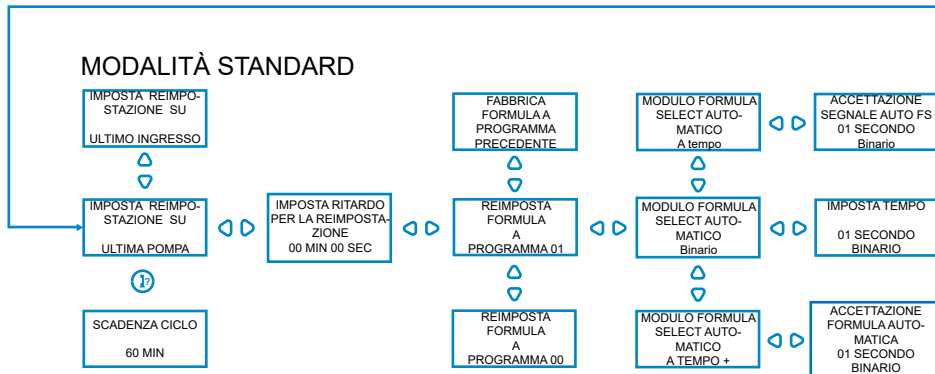 MODALITÀ STANDARD
IMPOSTA REIMPO-
STAZIONE SU
ULTIMO INGRESSO
FABBRICA
FORMULA A
PROGRAMMA
PRECEDENTE
MODULO FORMULA
SELECT AUTO-
MATICO
A tempo
ACCETTAZIONE
SEGNALE AUTO FS
01 SECONDO
Binario
IMPOSTA REIMPO-
STAZIONE SU
ULTIMA POMPA
IMPOSTA RITARDO
PER LA REIMPOSTA-
ZIONE
00 MIN 00 SEC
REIMPOSTA
FORMULA
A
PROGRAMMA 01
MODULO FORMULA
SELECT AUTO-
MATICO
Binario
IMPOSTA TEMPO
01 SECONDO
BINARIO
?
SCADENZA CICLO
60 MIN
REIMPOSTA
FORMULA
A
PROGRAMMA 00
MODULO FORMULA
SELECT AUTO-
MATICO
A TEMPO +
ACCETTAZIONE
FORMULA AUTO-
MATICA
01 SECONDO
BINARIO